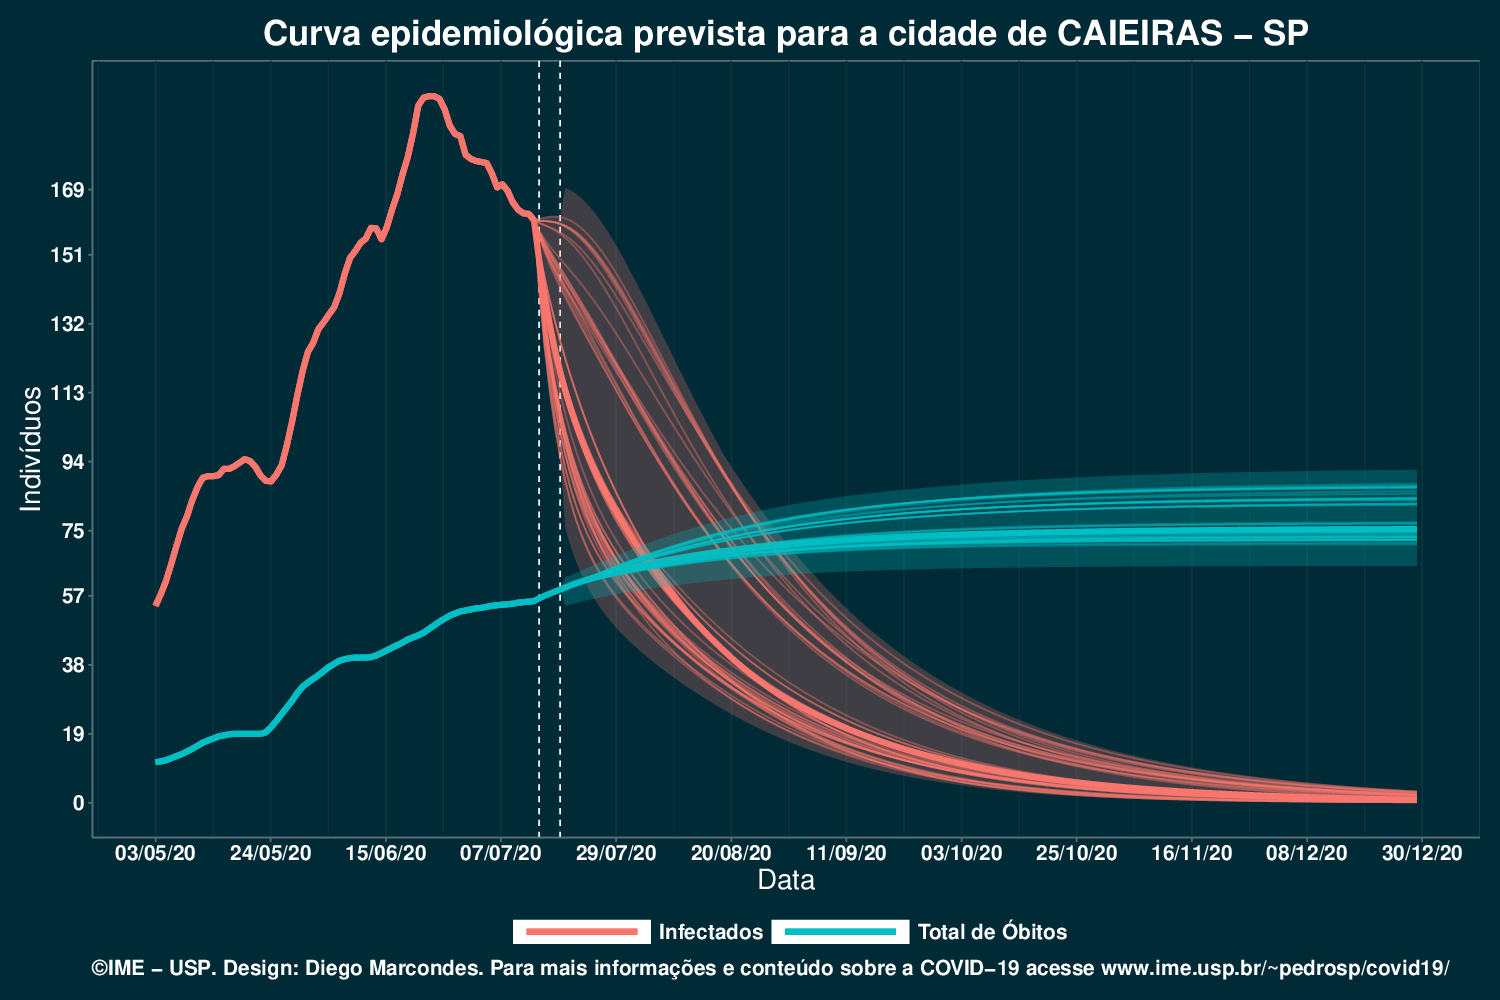 Curva epidemiológica prevista para a cidade de CAIEIRAS – SP
Indivíduos
169
151
132
113
94
75
57
38
19
0
03/05/20 24/05/20 15/06/20 07/07/20 29/07/20 20/08/20 11/09/20 03/10/20 25/10/20 16/11/20 08/12/20 30/12/20
Data
Infectados Total de Óbitos
©IME – USP. Design: Diego Marcondes. Para mais informações e conteúdo sobre a COVID–19 acesse www.ime.usp.br/~pedrosp/covid19/